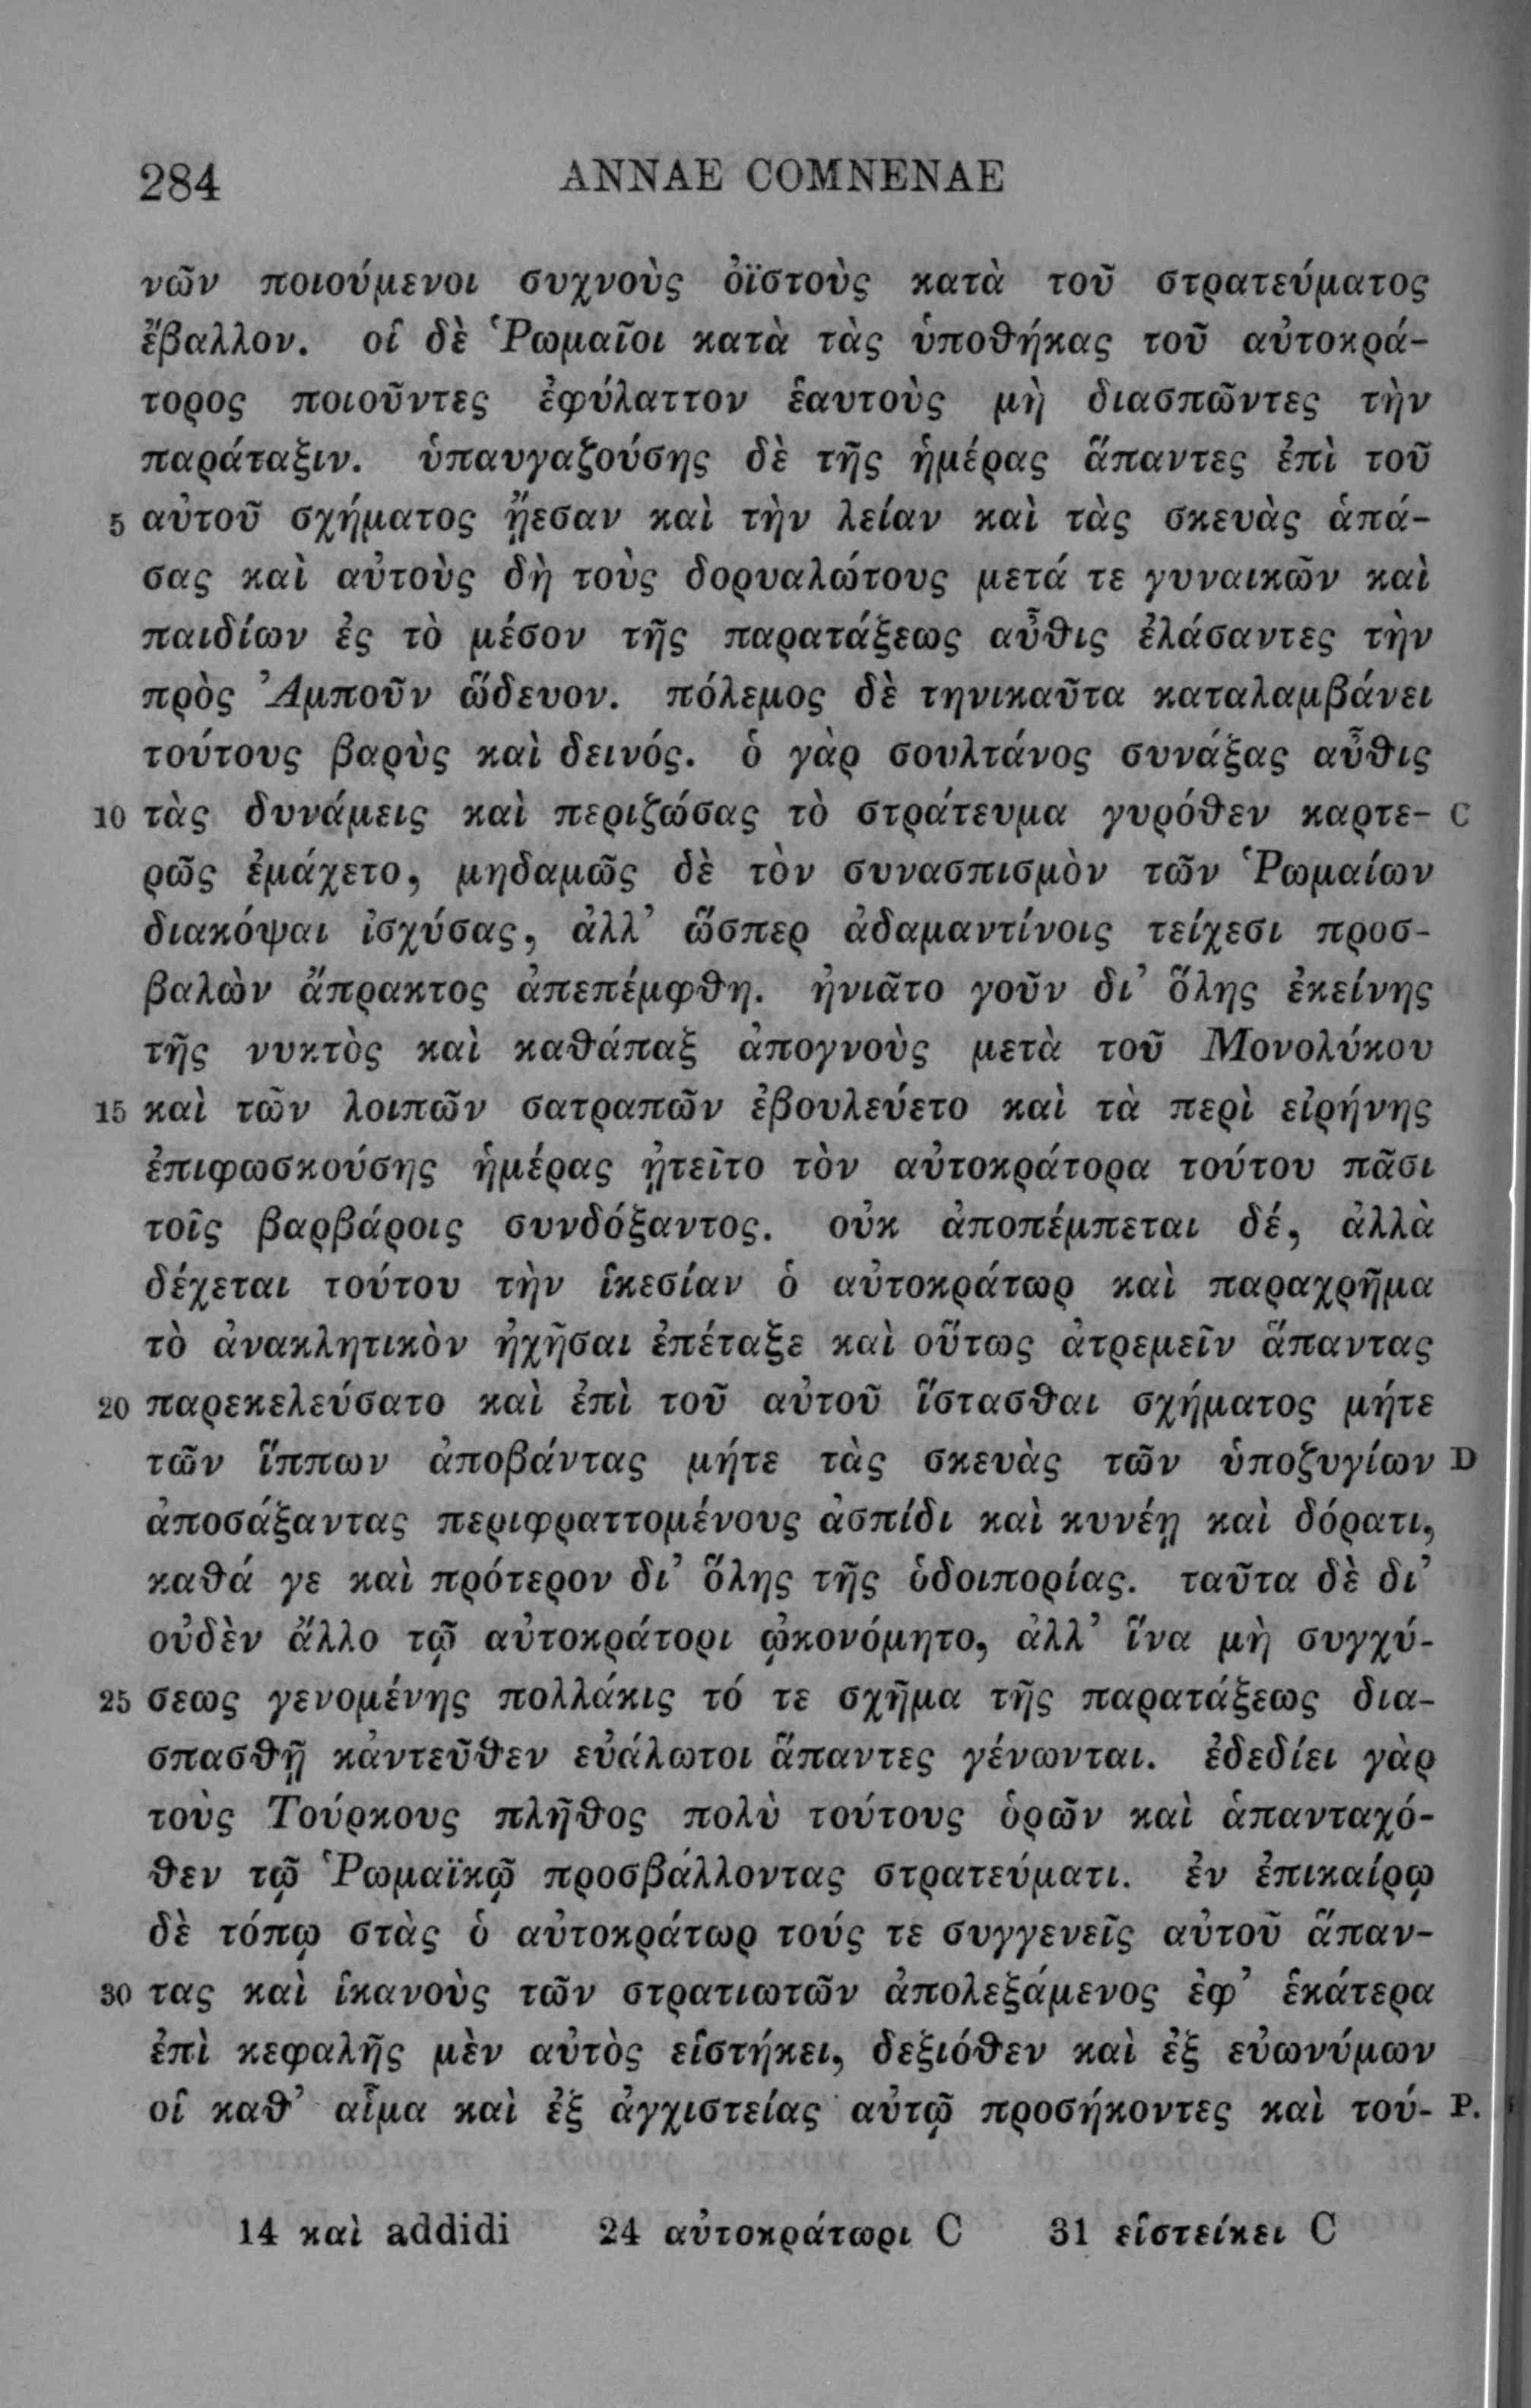 284 ANNAE COMNENAE
νῶν ποιούμενοι συχνοὺς ὀϊστοὺς κατὰ τοῦ στρατεύματος
ἔβαλλον. οἱ δὲ Ῥωμαῖοι κατὰ τὰς ὑποθήκας τοῦ αὐτοκρά-
τορος ποιοῦντες ἐφύλαττον ἑαυτοὺς μὴ διασπῶντες τὴν
παράταξιν. ὑπαυγαζούσης δὲ τῆς ἡμέρας ἅπαντες ἐπὶ τοῦ
5 αὐτοῦ σχήματος ᾔεσαν καὶ τὴν λείαν καὶ τὰς σκευὰς ἁπά-
σας καὶ αὐτοὺς δὴ τοὺς δορυαλώτους μετά τε γυναικῶν καὶ
παιδίων ἐς τὸ μέσον τῆς παρατάξεως αὖθις ἐλάσαντες τὴν
πρὸς Ἀμποῦν ὥδευον. πόλεμος δὲ τηνικαῦτα καταλαμβάνει
τούτους βαρὺς καὶ δεινός. ὁ γὰρ σουλτάνος συνάξας αὖθις
10 τὰς δυνάμεις καὶ περιζώσας τὸ στράτευμα γυρόθεν καρτε- C
ρῶς ἐμάχετο, μηδαμῶς δὲ τὸν συνασπισμὸν τῶν Ῥωμαίων
διακόψαι ἰσχύσας, ἀλλ’ ὥσπερ ἀδαμαντίνοις τείχεσι προσ-
βαλὼν ἄπρακτος ἀπεπέμφθη. ἠνιᾶτο γοῦν δι’ ὅλης ἐκείνης
τῆς νυκτὸς καὶ καθάπαξ ἀπογνοὺς μετὰ τοῦ Μονολύκου
15 καὶ τῶν λοιπῶν σατραπῶν ἐβουλεύετο καὶ τὰ περὶ εἰρήνης
ἐπιφωσκούσης ἡμέρας ᾐτεῖτο τὸν αὐτοκράτορα τούτου πᾶσι
τοῖς βαρβάροις συνδόξαντος. οὐκ ἀποπέμπεται δέ, ἀλλὰ
δέχεται τούτου τὴν ἱκεσίαν ὁ αὐτοκράτωρ καὶ παραχρῆμα
τὸ ἀνακλητικὸν ἠχῆσαι ἐπέταξε καὶ οὕτως ἀτρεμεῖν ἅπαντας
20 παρεκελεύσατο καὶ ἐπὶ τοῦ αὐτοῦ ἵστασθαι σχήματος μήτε
τῶν ἵππων ἀποβάντας μήτε τὰς σκευὰς τῶν ὑποζυγίων D
ἀποσάξαντας περιφραττομένους ἀσπίδι καὶ κυνέῃ καὶ δόρατι,
καθά γε καὶ πρότερον δι’ ὅλης τῆς ὁδοιπορίας. ταῦτα δὲ δι’
οὐδὲν ἄλλο τῷ αὐτοκράτορι ᾠκονόμητο, ἀλλ’ ἵνα μὴ συγχύ-
25 σεως γενομένης πολλάκις τό τε σχῆμα τῆς παρατάξεως δια-
σπασθῇ κἀντεῦθεν εὐάλωτοι ἅπαντες γένωνται. ἐδεδίει γὰρ
τοὺς Τούρκους πλῆθος πολὺ τούτους ὁρῶν καὶ ἁπανταχό-
θεν τῷ Ῥωμαϊκῷ προσβάλλοντας στρατεύματι. ἐν ἐπικαίρῳ
δὲ τόπῳ στὰς ὁ αὐτοκράτωρ τούς τε συγγενεῖς αὐτοῦ ἅπαν-
30 τας καὶ ἱκανοὺς τῶν στρατιωτῶν ἀπολεξάμενος ἐφ’ ἑκάτερα
ἐπὶ κεφαλῆς μὲν αὐτὸς εἱστήκει, δεξιόθεν καὶ ἐξ εὐωνύμων
οἱ καθ’ αἷμα καὶ ἐξ ἀγχιστείας αὐτῷ προσήκοντες καὶ τού- P.
14 καὶ addidi 24 αὐτοκράτωρι C 31 εἱστείκει C